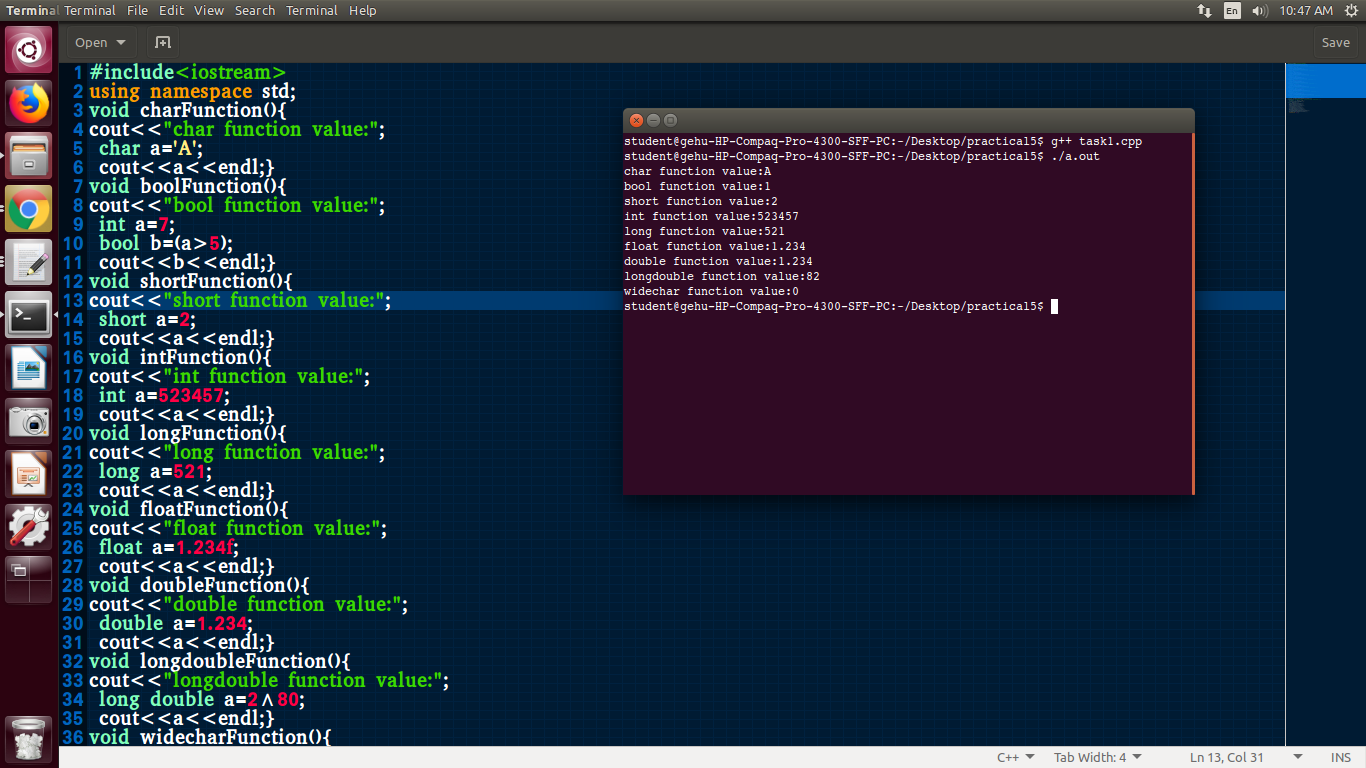 Terminal Terminal File Edit View Search Terminal Help En 10:47 AM
Open Save
1 #include<iostream>
2 using namespace std;
3 void charFunction(){
4 cout<<"char function value:";
5 char a='A';
6 cout<<a<<endl;}
7 void boolFunction(){
8 cout<<"bool function value:";
9 int a=7;
10 bool b=(a>5);
11 cout<<b<<endl;}
12 void shortFunction(){
13 cout<<"short function value:";
14 short a=2;
15 cout<<a<<endl;}
16 void intFunction(){
17 cout<<"int function value:";
18 int a=523457;
19 cout<<a<<endl;}
20 void longFunction(){
21 cout<<"long function value:";
22 long a=521;
23 cout<<a<<endl;}
24 void floatFunction(){
25 cout<<"float function value:";
26 float a=1.234f;
27 cout<<a<<endl;}
28 void doubleFunction(){
29 cout<<"double function value:";
30 double a=1.234;
31 cout<<a<<endl;}
32 void longdoubleFunction(){
33 cout<<"longdouble function value:";
34 long double a=2^80;
35 cout<<a<<endl;}
36 void widecharFunction(){
student@gehu-HP-Compaq-Pro-4300-SFF-PC:~/Desktop/practical5$ g++ task1.cpp
student@gehu-HP-Compaq-Pro-4300-SFF-PC:~/Desktop/practical5$ ./a.out
char function value:A
bool function value:1
short function value:2
int function value:523457
long function value:521
float function value:1.234
double function value:1.234
longdouble function value:82
widechar function value:0
student@gehu-HP-Compaq-Pro-4300-SFF-PC:~/Desktop/practical5$
C++ Tab Width: 4 Ln 13, Col 31 INS